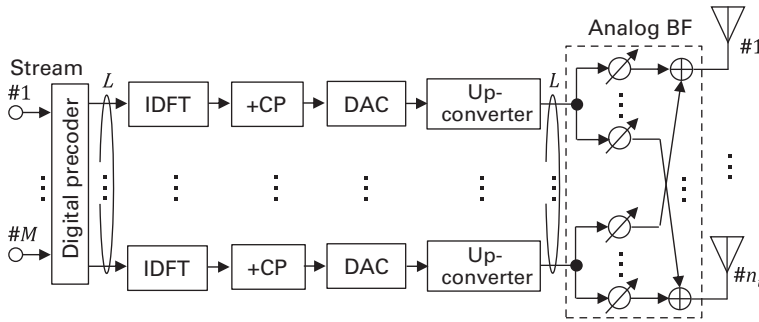 Analog BF
#1
Stream
#1
L
L
Digital precoder
IDFT
+CP
DAC
Up-
converter
#M
IDFT
+CP
DAC
Up-
converter